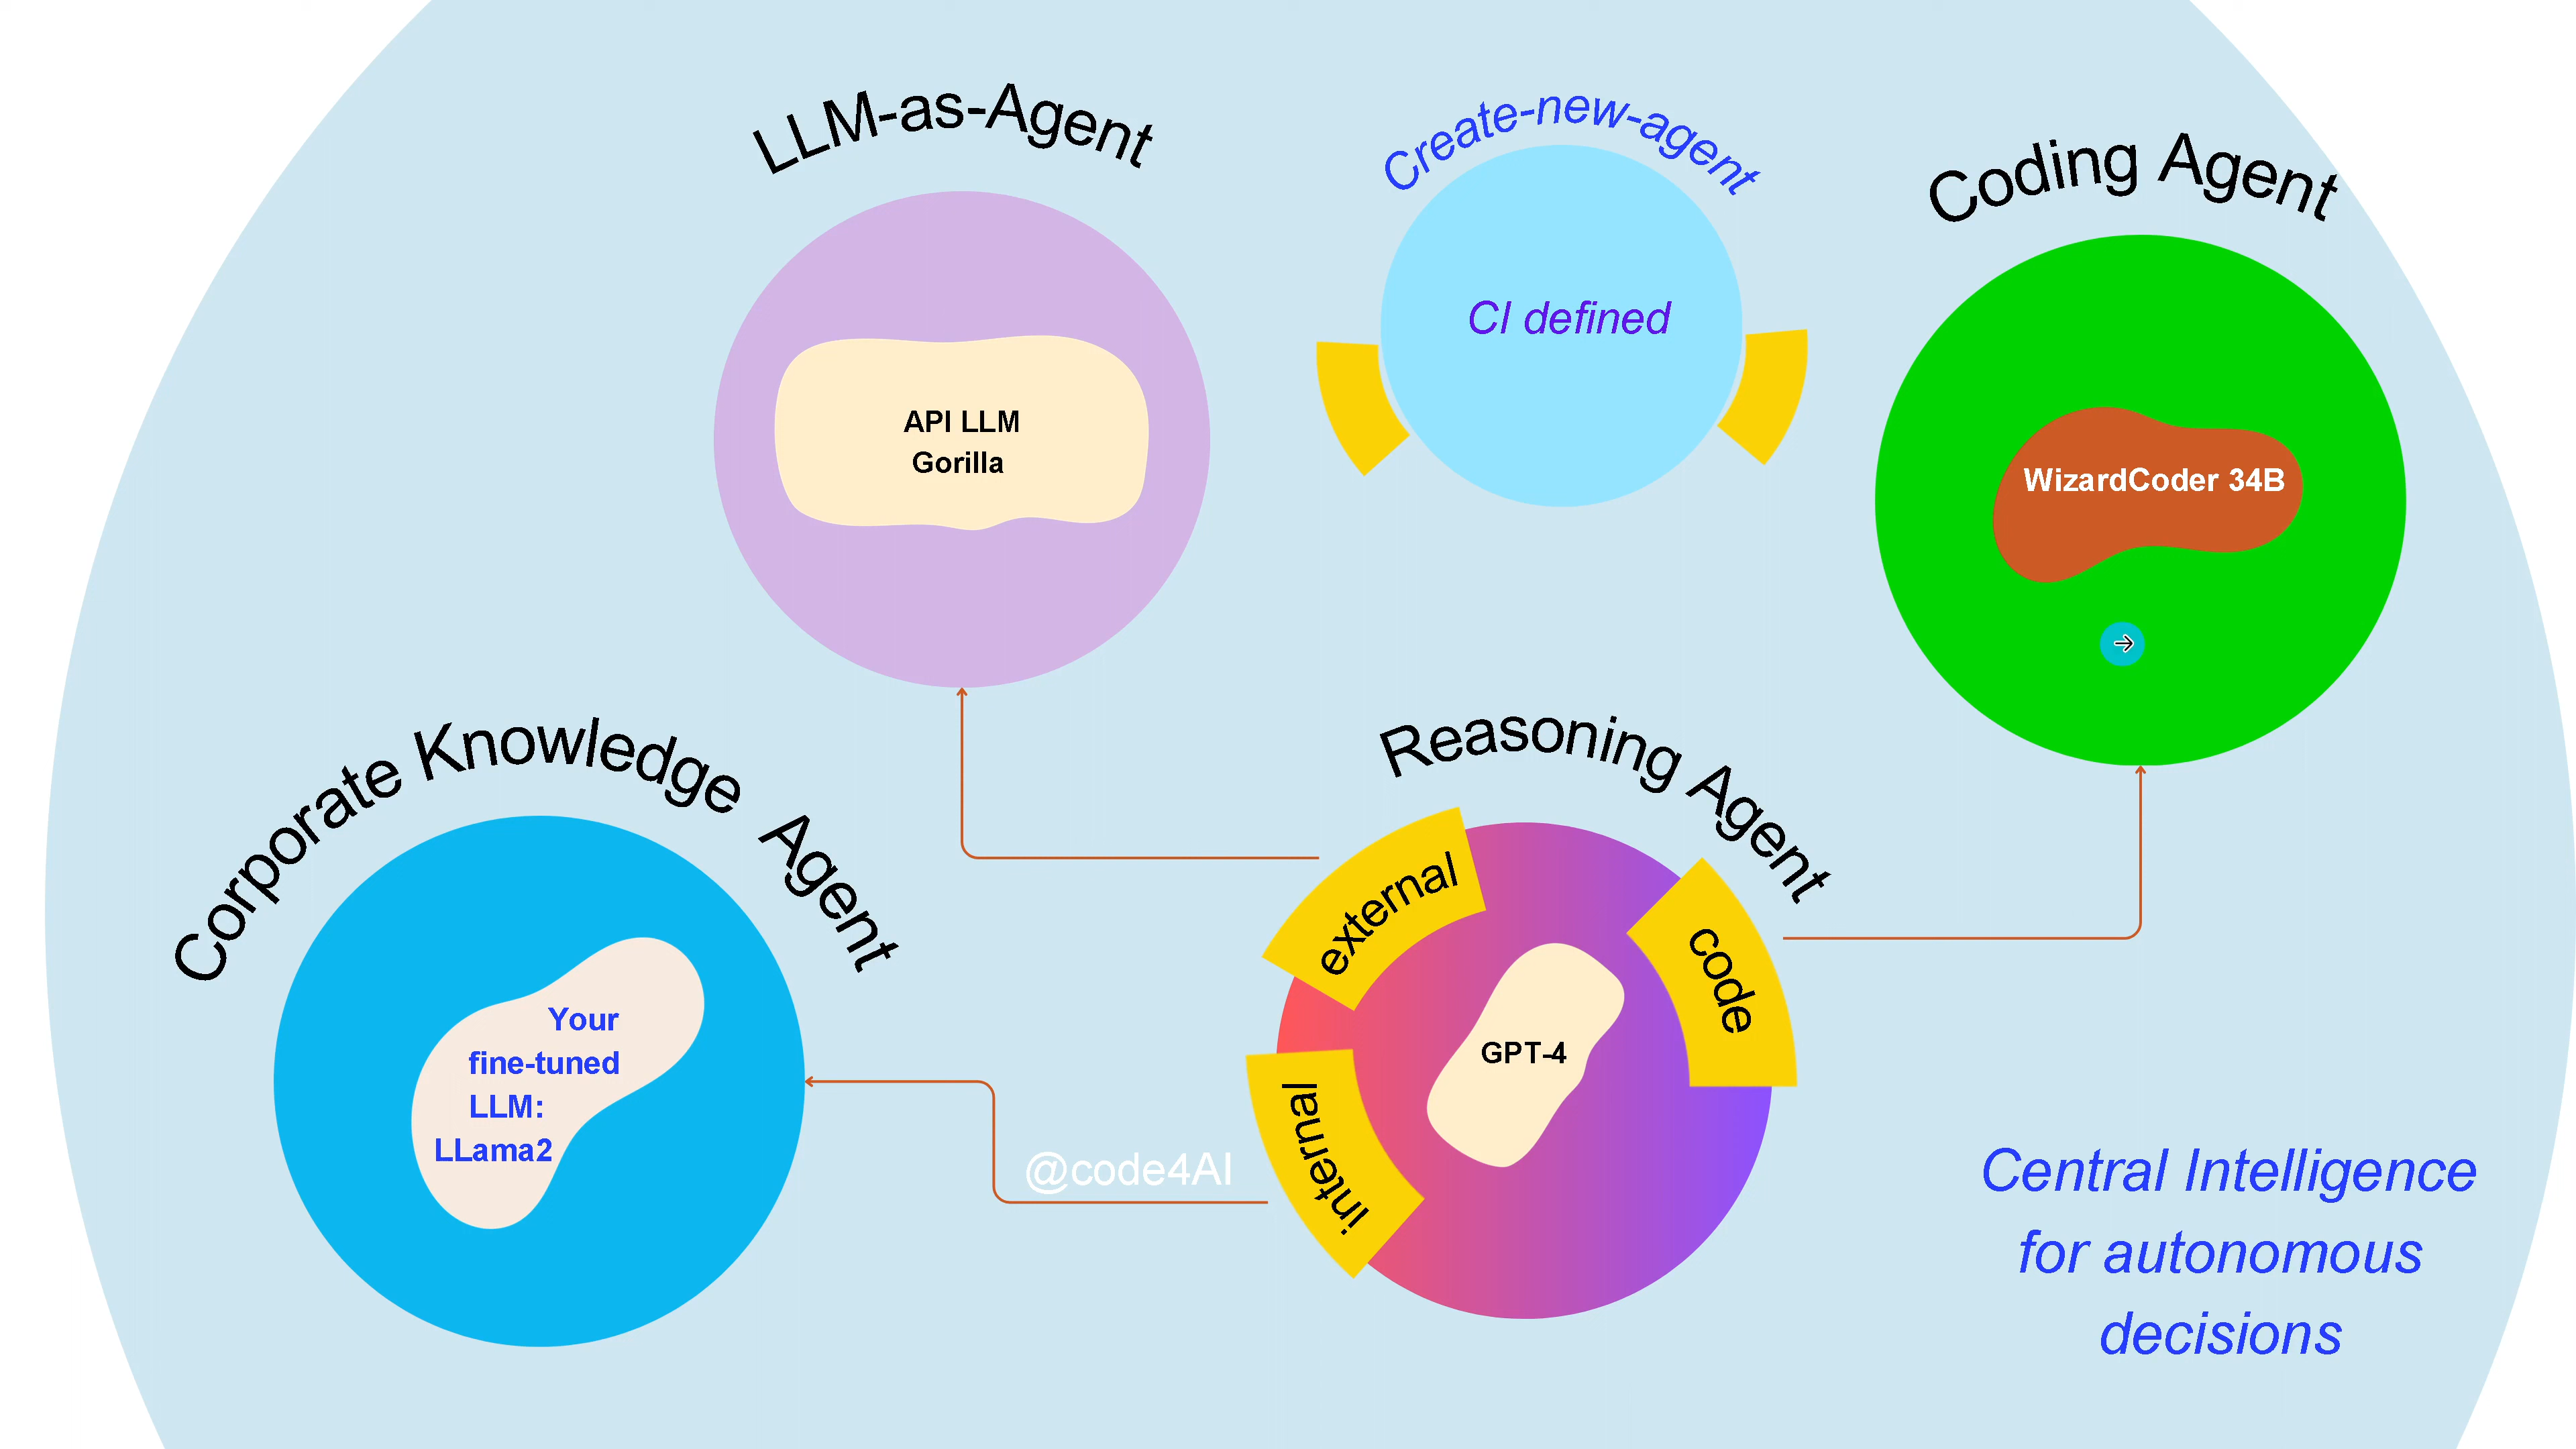 LLM-as-Agent
Create-new-agent
Coding Agent
CI defined
API LLM
Gorilla
WizardCoder 34B
Corporate Knowledge Agent
Reasoning Agent
external
code
internal
GPT-4
Your
fine-tuned
LLM:
LLama2
@code4AI
Central Intelligence
for autonomous
decisions